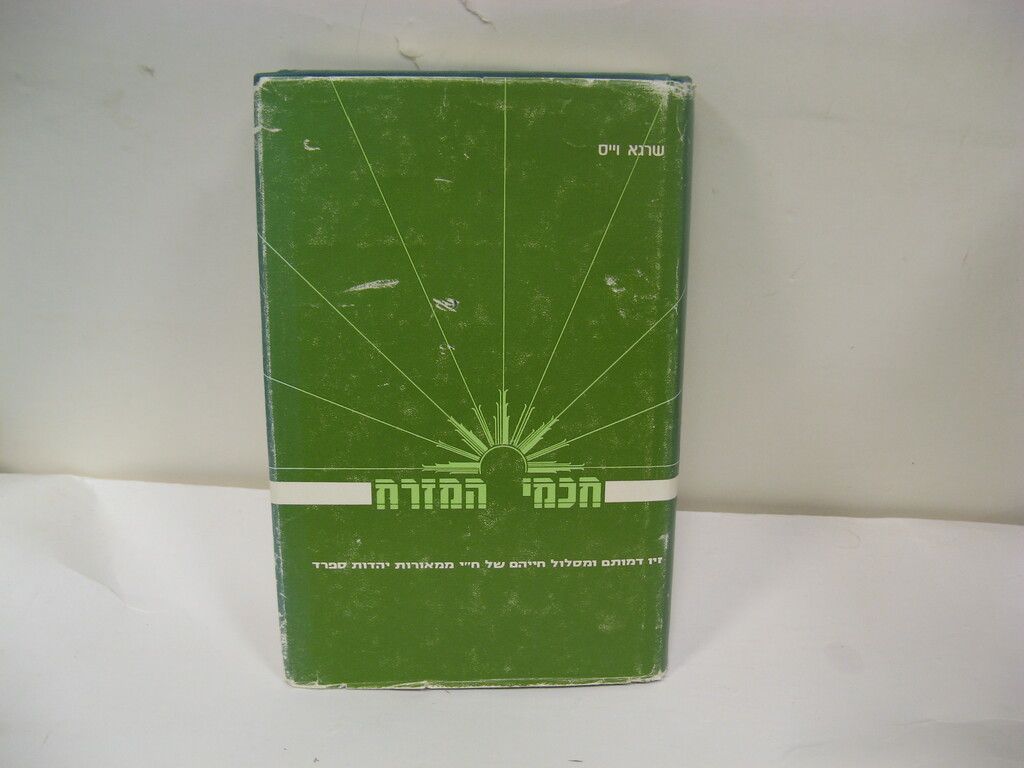 שרגא וייס
חכמי המזרח
זיו דמותם ומסלול חייהם של ח״י ממאורות יהדות ספרד